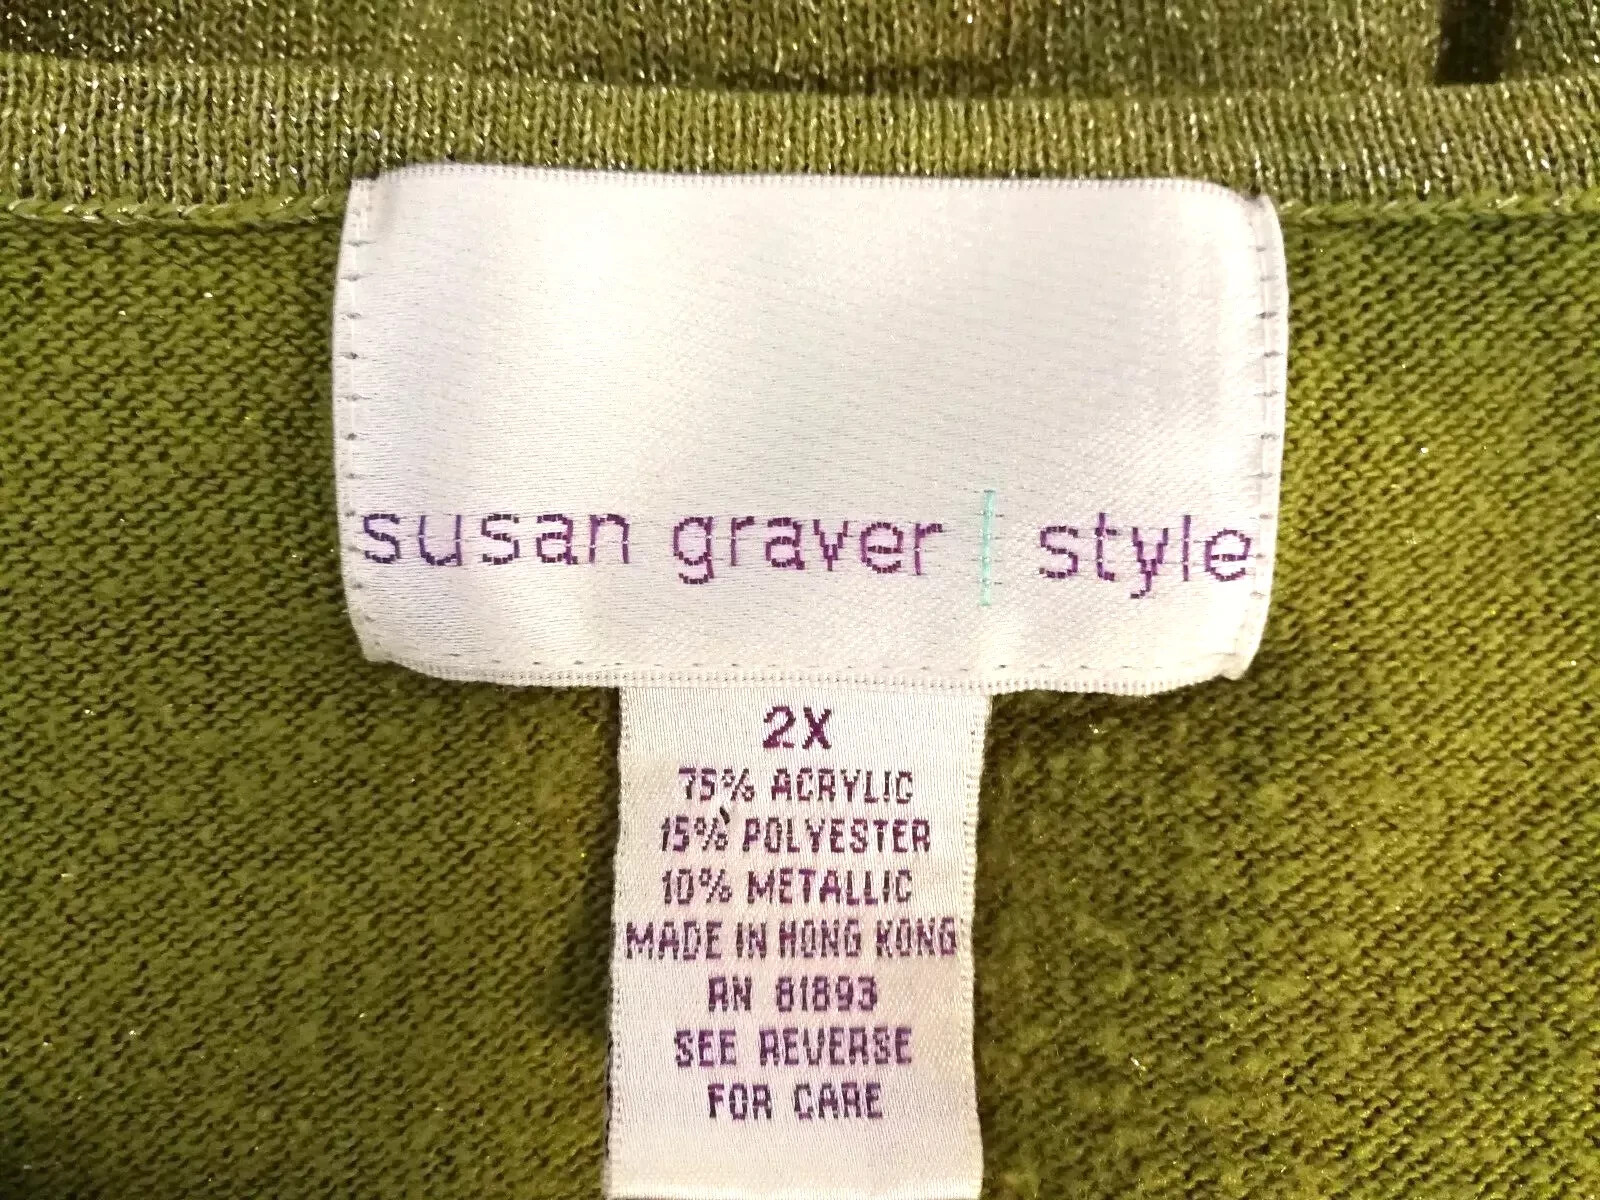 susan graver | style
2X
75% ACRYLIC
15% POLYESTER
10% METALLIC
MADE IN HONG KONG
RN 81893
SEE REVERSE
FOR CARE